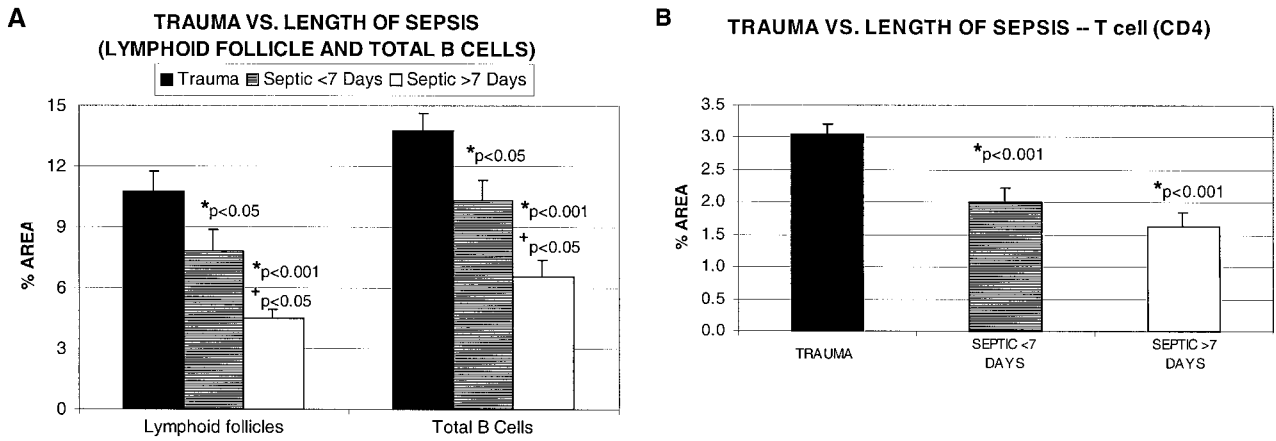 A
TRAUMA VS. LENGTH OF SEPSIS
(LYMPHOID FOLLICLE AND TOTAL B CELLS)
Trauma Septic <7 Days Septic >7 Days
% AREA
15
12
9
6
3
0
*p<0.05
*p<0.001
+p<0.05
*p<0.05
*p<0.001
+p<0.05
Lymphoid follicles Total B Cells
B
TRAUMA VS. LENGTH OF SEPSIS -- T cell (CD4)
% AREA
3.5
3.0
2.5
2.0
1.5
1.0
0.5
0.0
*p<0.001
*p<0.001
TRAUMA
SEPTIC <7
DAYS
SEPTIC >7
DAYS